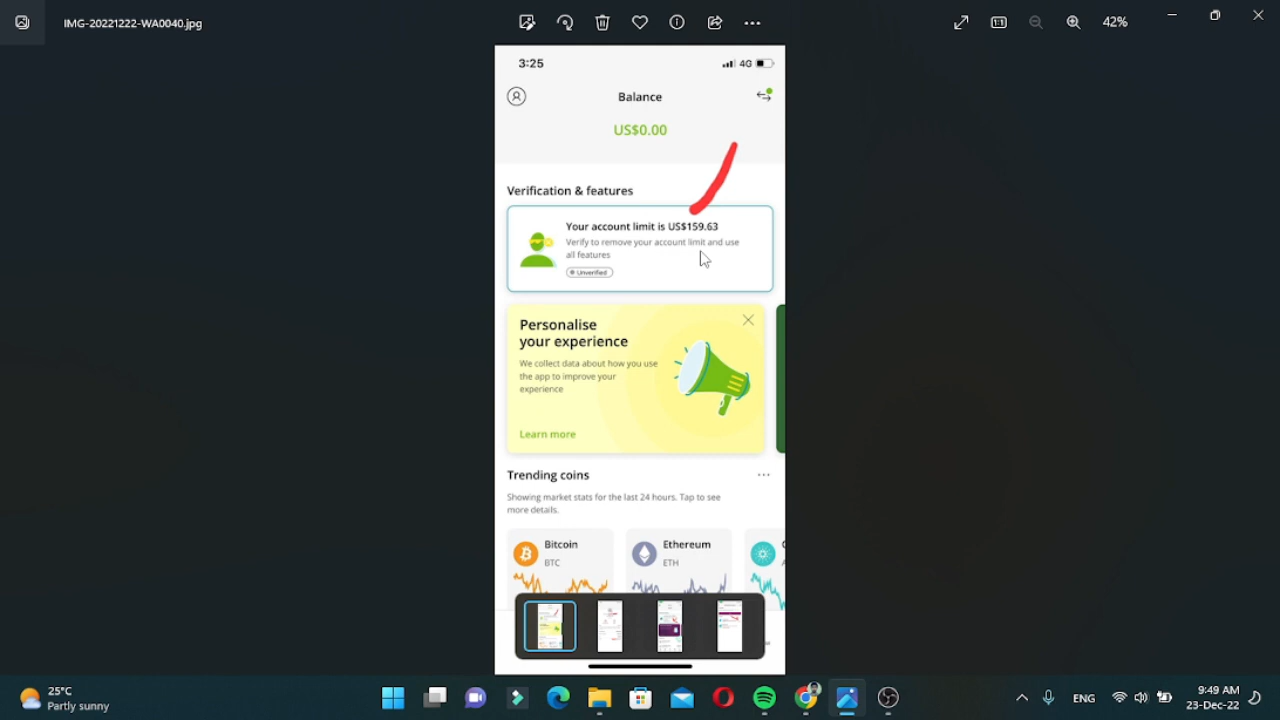 IMG-20221222-WA0040.jpg
42%
3:25
4G
Balance
US$0.00
Verification & features
Your account limit is US$159.63
Verify to remove your account limit and use
all features
Unverified
Personalise
your experience
We collect data about how you use
the app to improve your
experience
Learn more
Trending coins
Showing market stats for the last 24 hours. Tap to see
more details.
Bitcoin
BTC
Ethereum
ETH
25°C
Partly sunny
ENG
23-Dec-22